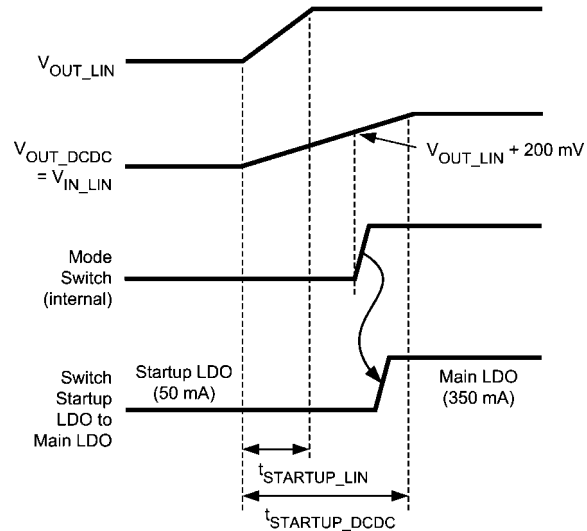 VOUT_LIN
VOUT_DCDC
= VIN_LIN
VOUT_LIN + 200 mV
Mode
Switch
(internal)
Switch
Startup
LDO to
Main LDO
Startup LDO
(50 mA)
Main LDO
(350 mA)
tSTARTUP_LIN
tSTARTUP_DCDC